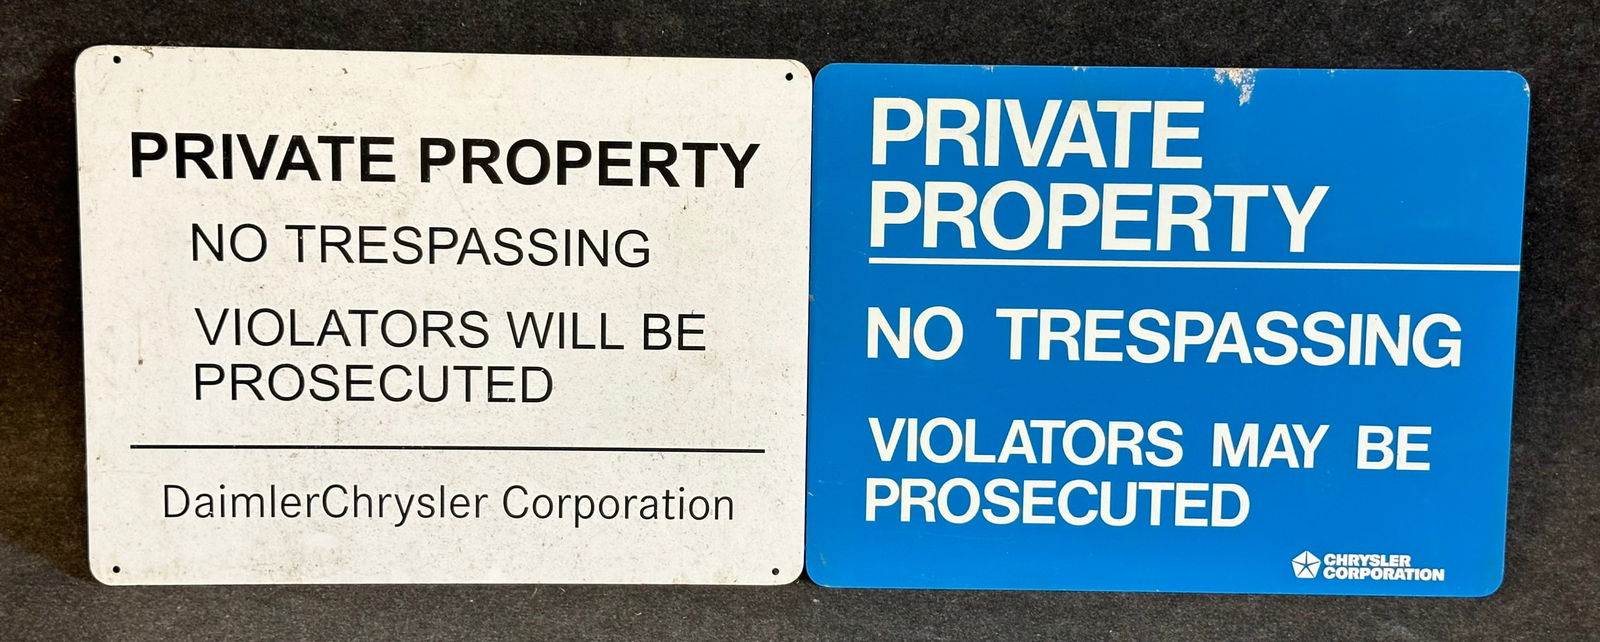 PRIVATE PROPERTY
NO TRESPASSING
VIOLATORS WILL BE
PROSECUTED
DaimlerChrysler Corporation
PRIVATE
PROPERTY
NO TRESPASSING
VIOLATORS MAY BE
PROSECUTED
CHRYSLER
CORPORATION